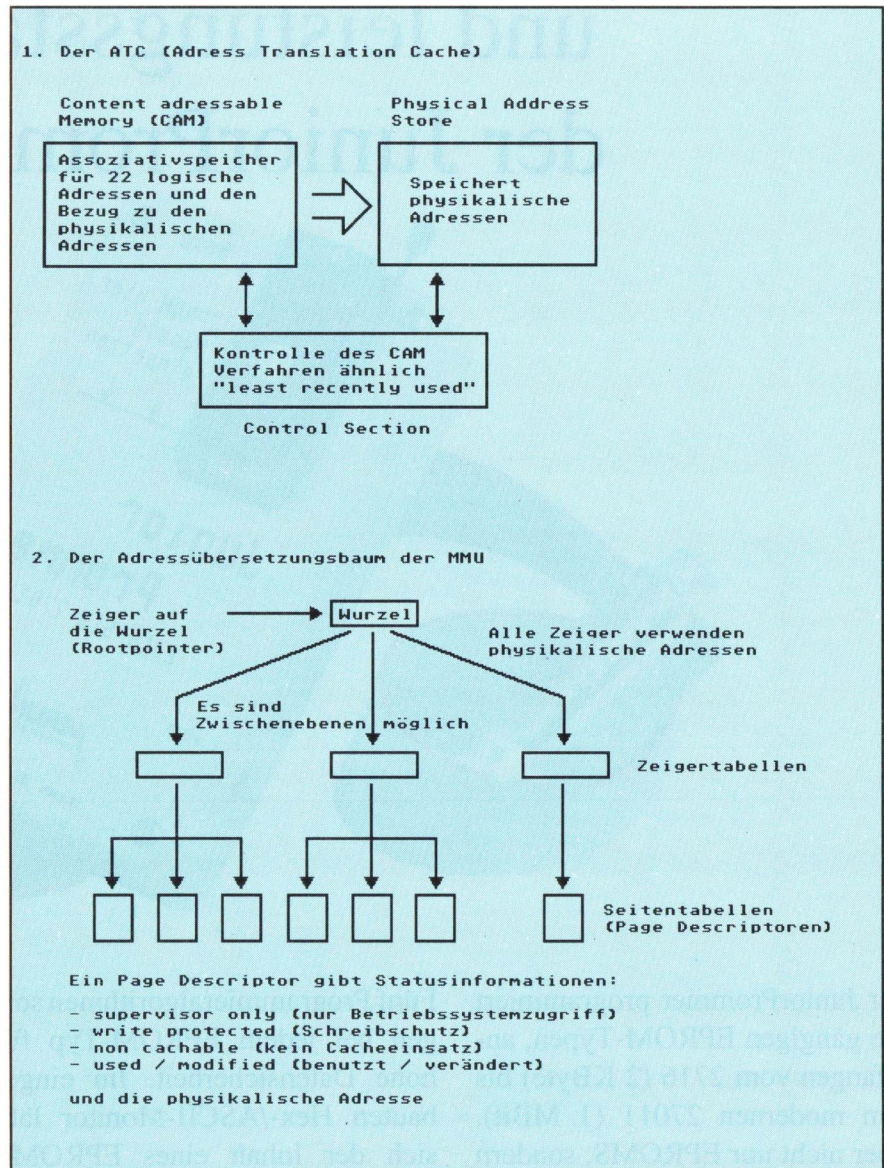 1. Der ATC (Adress Translation Cache)
Content adressable
Memory (CAM)
Physical Address
Store
Assoziativspeicher
für 22 logische
Adressen und den
Bezug zu den
physikalischen
Adressen
Speichert
physikalische
Adressen
Kontrolle des CAM
Verfahren ähnlich
"least recently used"
Control Section
2. Der Adressübersetzungsbaum der MMU
Zeiger auf
die Wurzel
(Rootpointer)
Wurzel
Alle Zeiger verwenden
physikalische Adressen
Es sind
Zwischenebenen möglich
Zeigertabellen
Seitentabellen
(Page Descriptoren)
Ein Page Descriptor gibt Statusinformationen:
- supervisor only (nur Betriebssystemzugriff)
- write protected (Schreibschutz)
- non cachable (kein Cacheeinsatz)
- used / modified (benutzt / verändert)
und die physikalische Adresse